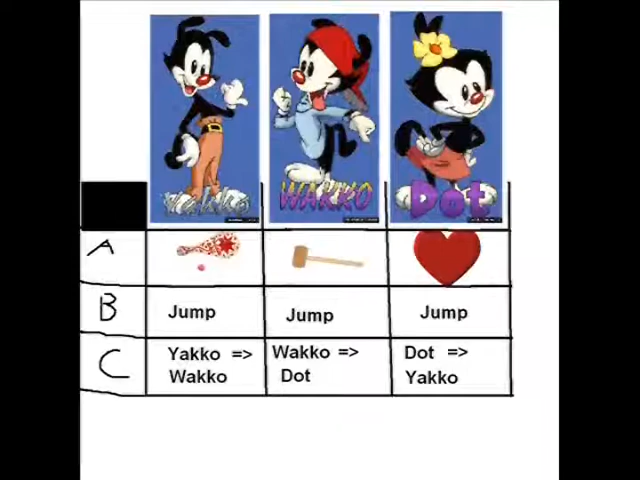 Yakko
WAKKO
Dot
A
B
Jump
Jump
Jump
C
Yakko =>
Wakko
Wakko =>
Dot
Dot =>
Yakko